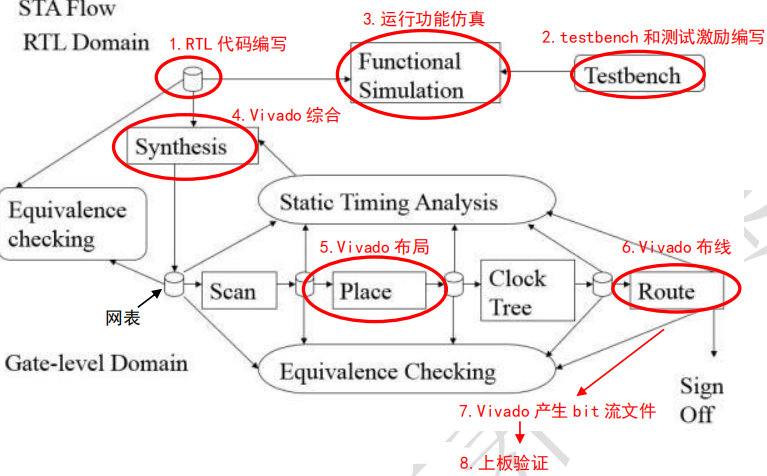 STA Flow
RTL Domain
3.运行功能仿真
1.RTL 代码编写
2.testbench 和测试激励编写
Functional
Simulation
Testbench
4.Vivado 综合
Synthesis
Static Timing Analysis
Equivalence
checking
5.Vivado 布局
6.Vivado 布线
Scan
Place
Clock
Tree
Route
网表
Gate-level Domain
Equivalence Checking
Sign
Off
7.Vivado 产生 bit 流文件
8.上板验证